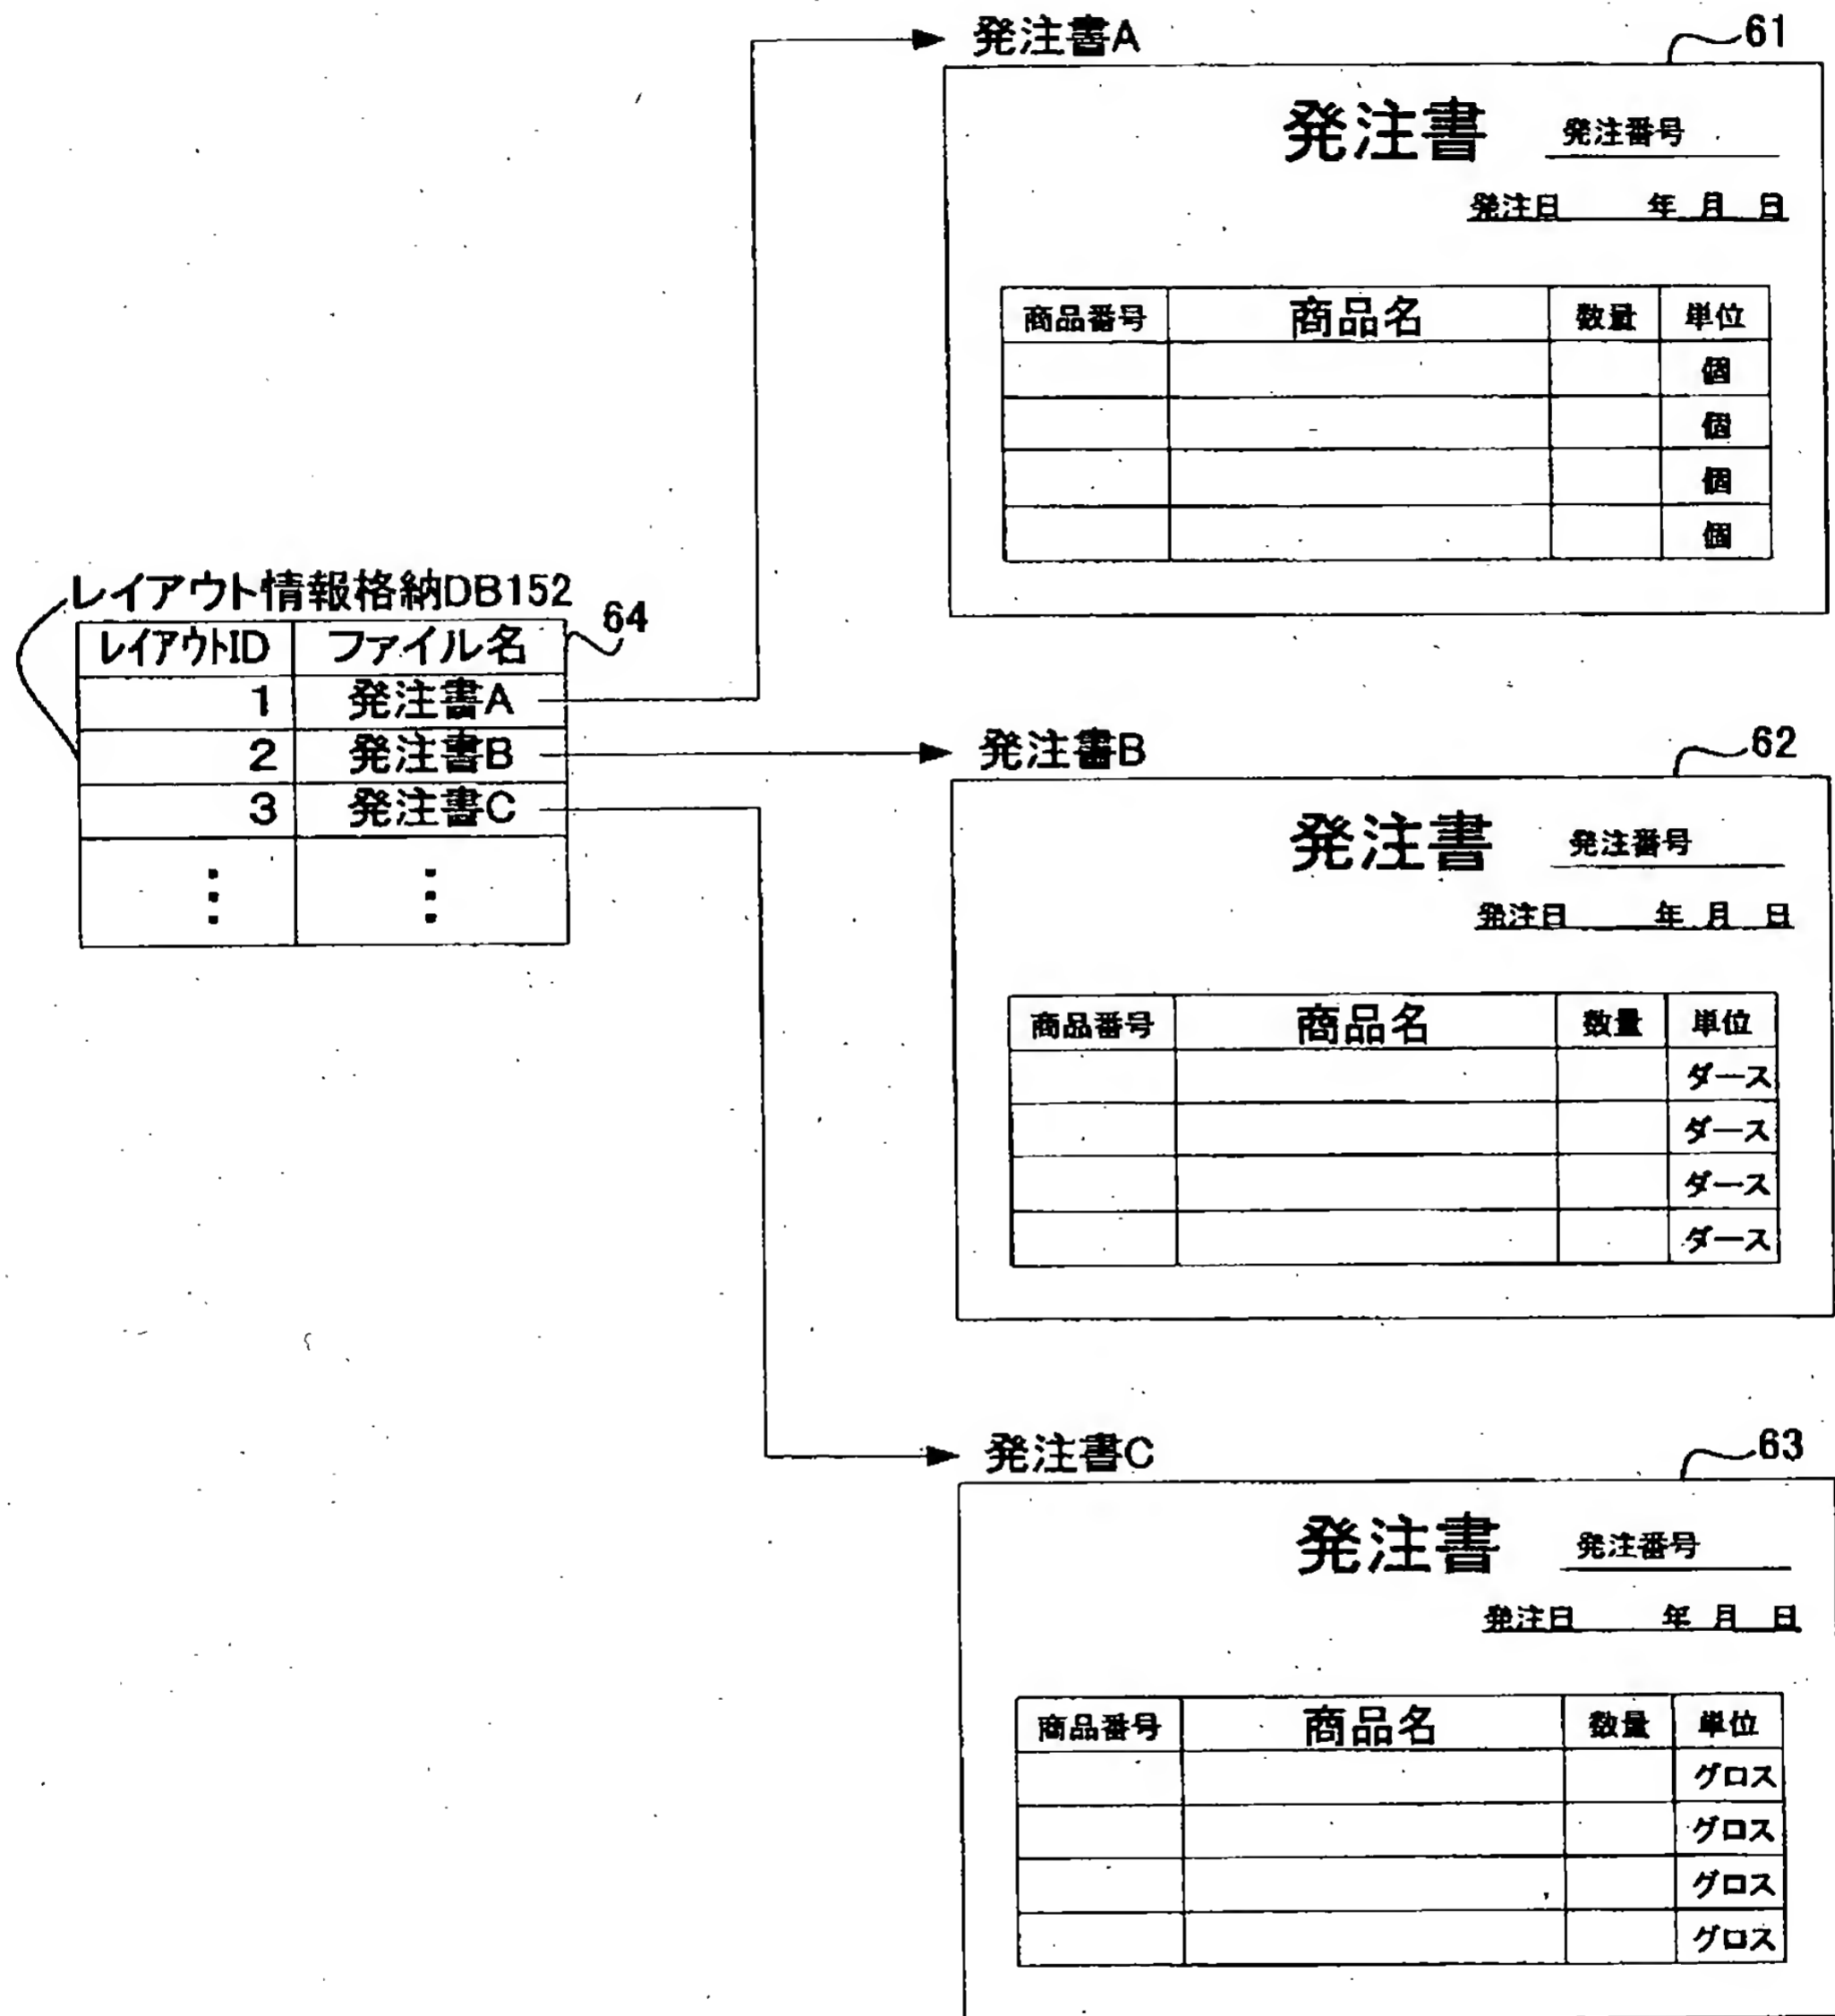 発注書A
61
発注書 発注番号
発注日 年 月 日
商品番号 商品名 数量 単位
個
個
個
個
レイアウト情報格納DB152
64
レイアウトID ファイル名
1 発注書A
2 発注書B
3 発注書C
⋮ ⋮
発注書B
62
発注書 発注番号
発注日 年 月 日
商品番号 商品名 数量 単位
ダース
ダース
ダース
ダース
発注書C
63
発注書 発注番号
発注日 年 月 日
商品番号 商品名 数量 単位
グロス
グロス
グロス
グロス